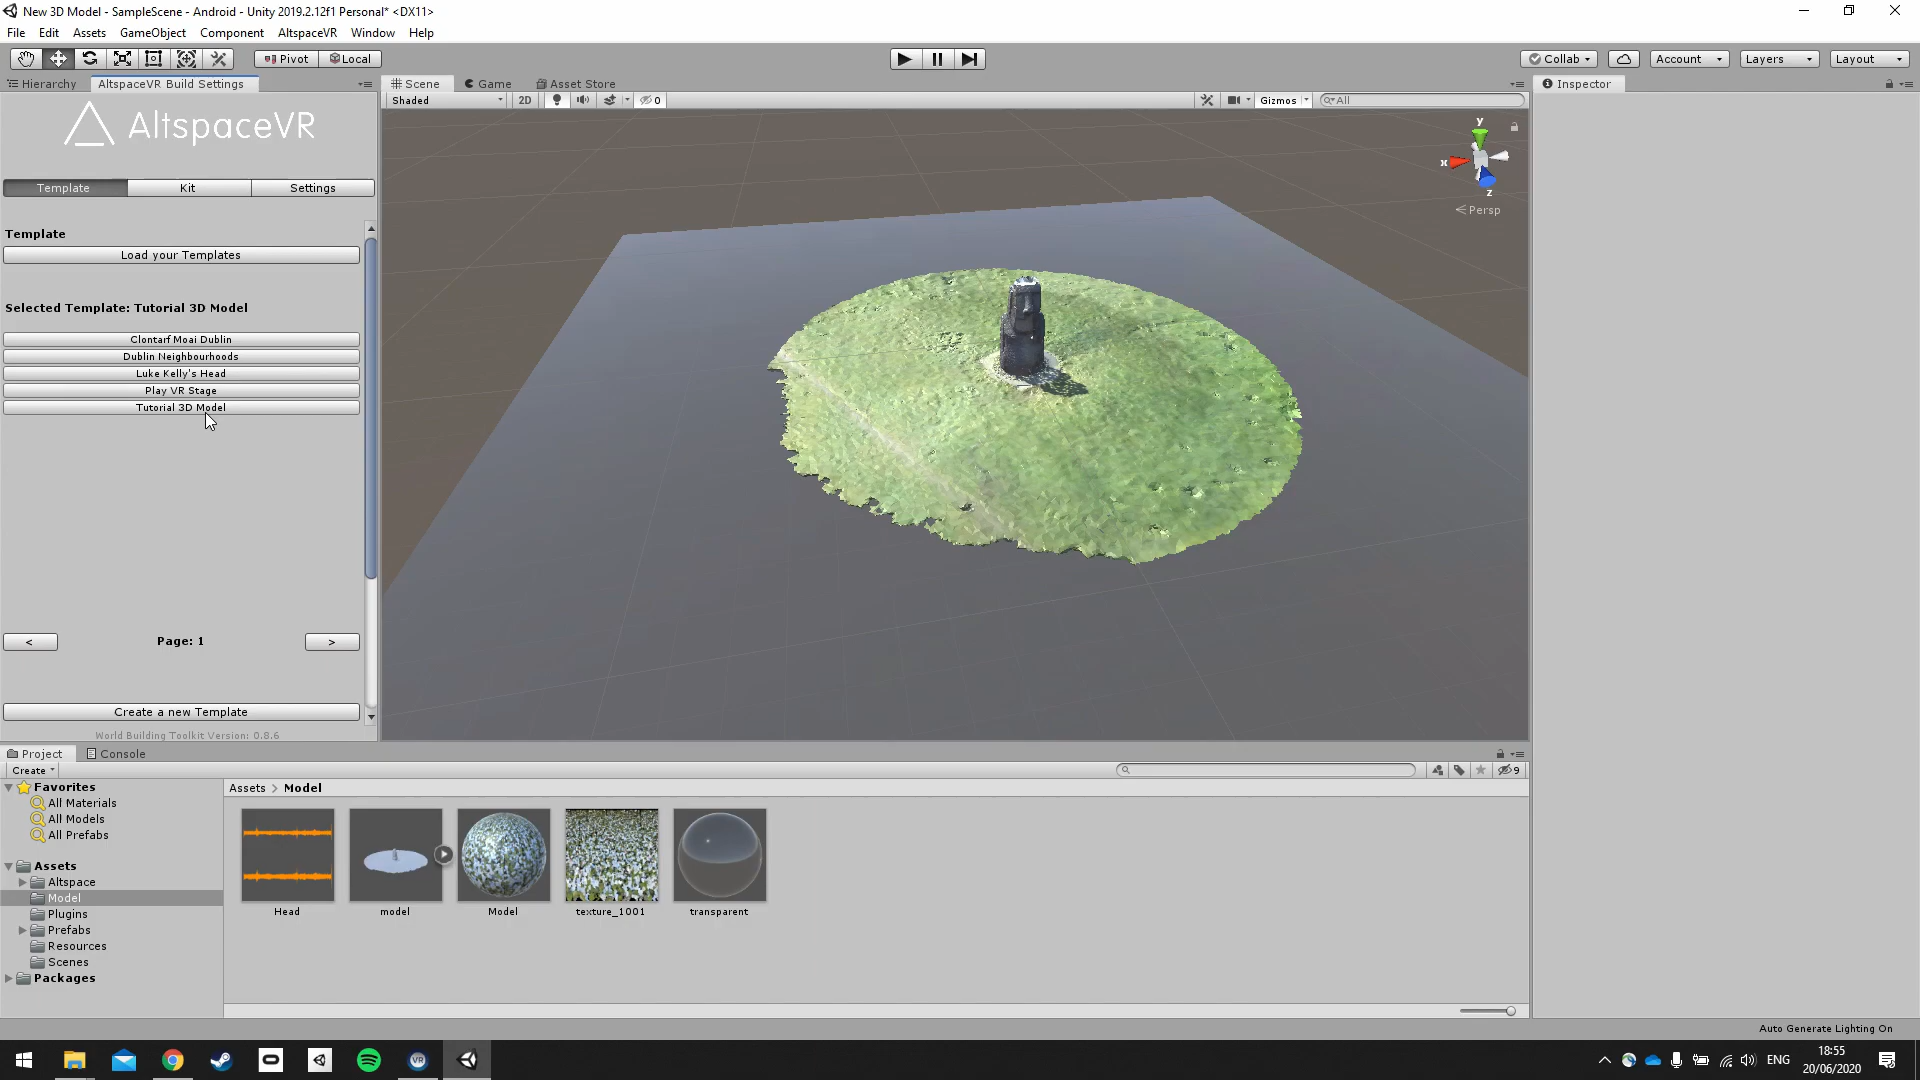 New 3D Model - SampleScene - Android - Unity 2019.2.12f1 Personal* <DX11>
File Edit Assets GameObject Component AltspaceVR Window Help
Pivot Local Collab Account Layers Layout
Hierarchy AltspaceVR Build Settings Scene Game Asset Store Inspector
Shaded 2D 0 Gizmos All
AltspaceVR
y
x
z
Persp
Template Kit Settings
Template
Load your Templates
Selected Template: Tutorial 3D Model
Clontarf Moai Dublin
Dublin Neighbourhoods
Luke Kelly's Head
Play VR Stage
Tutorial 3D Model
< Page: 1 >
Create a new Template
World Building Toolkit Version: 0.8.6
Project Console
Create 9
Favorites
All Materials
All Models
All Prefabs
Assets
Altspace
Model
Plugins
Prefabs
Resources
Scenes
Packages
Assets > Model
Head model Model texture_1001 transparent
Auto Generate Lighting On
VR ENG 18:55
20/06/2020